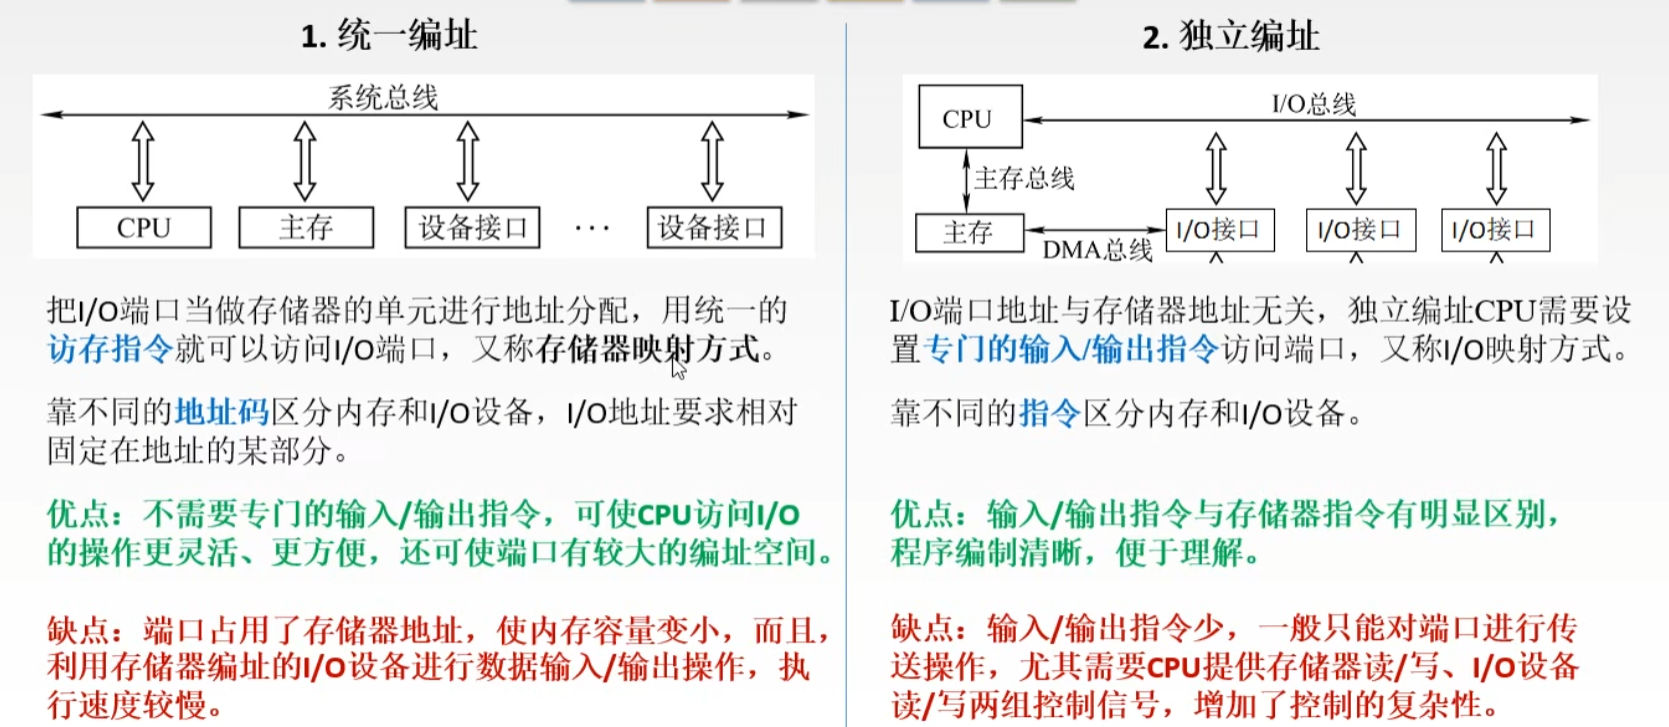 1. 统一编址
系统总线
CPU
主存
设备接口
···
设备接口
把I/O端口当做存储器的单元进行地址分配，用统一的
访存指令就可以访问I/O端口，又称存储器映射方式。
靠不同的地址码区分内存和I/O设备，I/O地址要求相对
固定在地址的某部分。
优点：不需要专门的输入/输出指令，可使CPU访问I/O
的操作更灵活、更方便，还可使端口有较大的编址空间。
缺点：端口占用了存储器地址，使内存容量变小，而且，
利用存储器编址的I/O设备进行数据输入/输出操作，执
行速度较慢。
2. 独立编址
CPU
I/O总线
主存总线
主存
DMA总线
I/O接口
I/O接口
I/O接口
I/O端口地址与存储器地址无关，独立编址CPU需要设
置专门的输入/输出指令访问端口，又称I/O映射方式。
靠不同的指令区分内存和I/O设备。
优点：输入/输出指令与存储器指令有明显区别，
程序编制清晰，便于理解。
缺点：输入/输出指令少，一般只能对端口进行传
送操作，尤其需要CPU提供存储器读/写、I/O设备
读/写两组控制信号，增加了控制的复杂性。